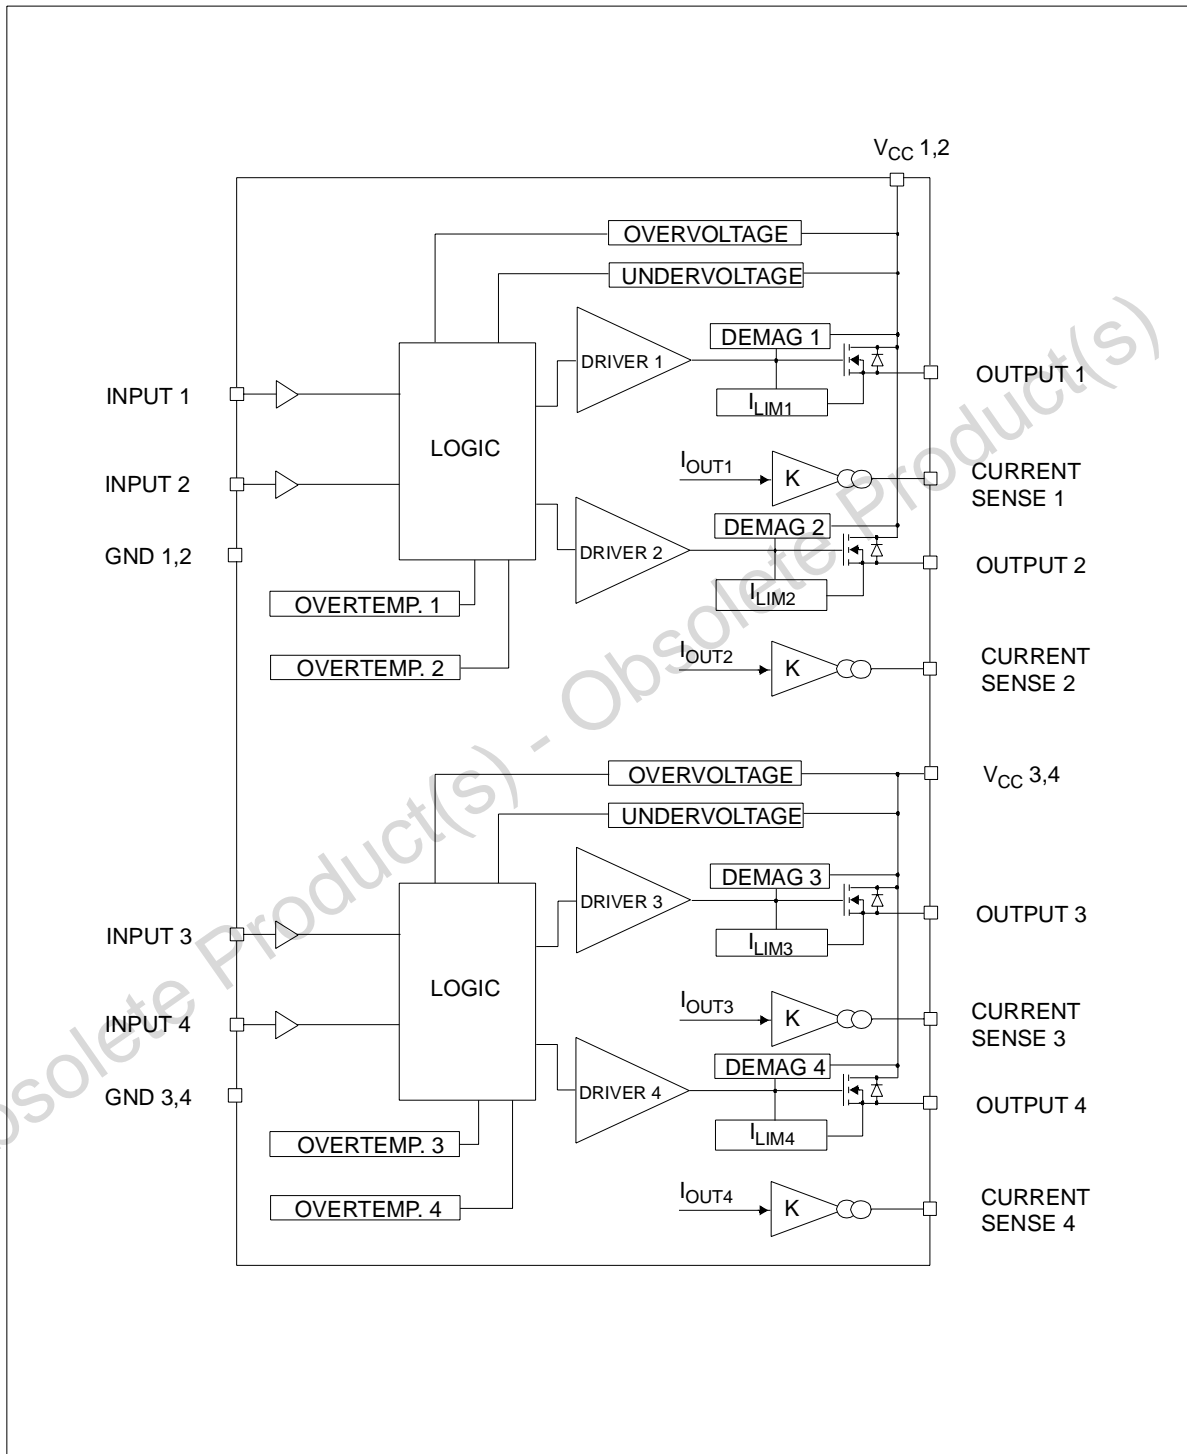 VCC 1,2
OVERVOLTAGE
UNDERVOLTAGE
DEMAG 1
DRIVER 1
OUTPUT 1
INPUT 1
ILIM1
LOGIC
IOUT1
K
CURRENT
SENSE 1
INPUT 2
DEMAG 2
DRIVER 2
GND 1,2
OUTPUT 2
ILIM2
OVERTEMP. 1
OVERTEMP. 2
IOUT2
K
CURRENT
SENSE 2
OVERVOLTAGE
VCC 3,4
UNDERVOLTAGE
DEMAG 3
DRIVER 3
OUTPUT 3
INPUT 3
ILIM3
LOGIC
IOUT3
K
CURRENT
SENSE 3
INPUT 4
DEMAG 4
DRIVER 4
GND 3,4
OUTPUT 4
ILIM4
OVERTEMP. 3
OVERTEMP. 4
IOUT4
K
CURRENT
SENSE 4
Product(s) - Obsolete Product(s)